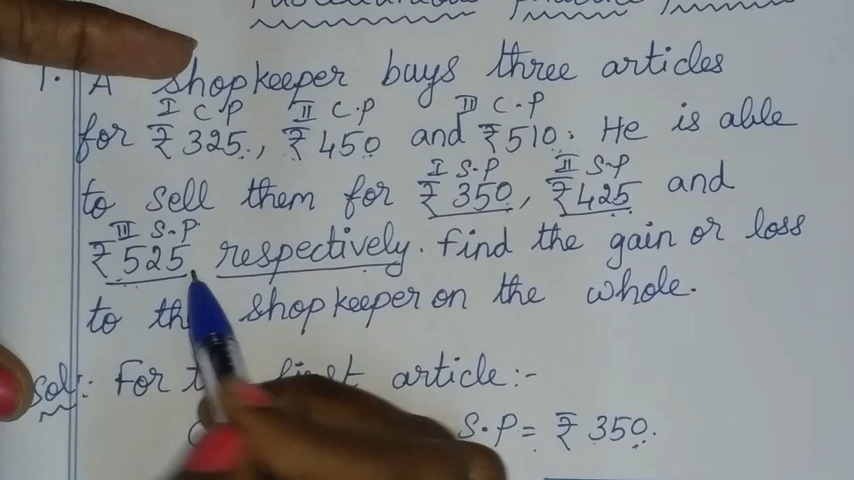 1. A shopkeeper buys three articles
I C.P II C.P III C.P
for ₹325, ₹450 and ₹510. He is able
I S.P II S.P
to sell them for ₹350, ₹425 and
III S.P
₹525 respectively. Find the gain or loss
to the shopkeeper on the whole.
Sol: For first article:-
S.P = ₹350.